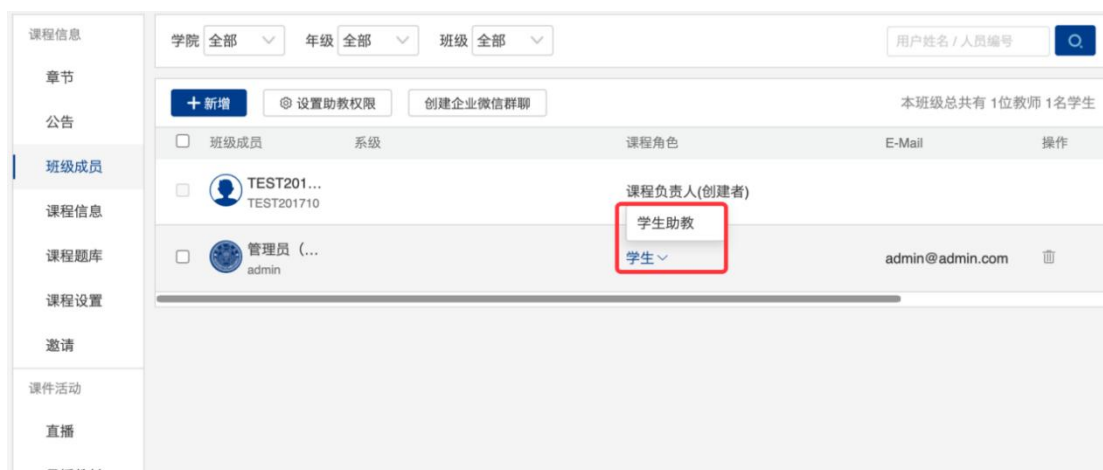 课程信息
章节
公告
班级成员
课程信息
课程题库
课程设置
邀请
课件活动
直播
学院 全部 年级 全部 班级 全部 用户姓名 / 人员编号
新增 设置助教权限 创建企业微信群聊 本班级总共有 1位教师 1名学生
班级成员 系级 课程角色 E-Mail 操作
TEST201... 课程负责人(创建者)
TEST201710
学生助教
管理员（... 学生 admin@admin.com
admin